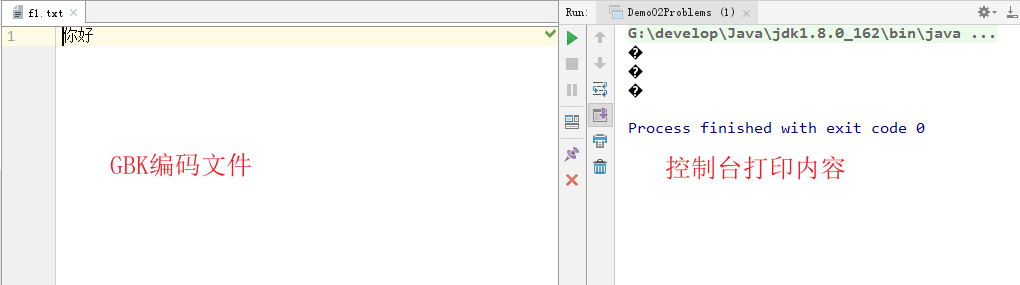 f1.txt
1 你好
GBK编码文件
Run: Demo02Problems (1)
G:\develop\Java\jdk1.8.0_162\bin\java ...
�
�
�
Process finished with exit code 0
控制台打印内容